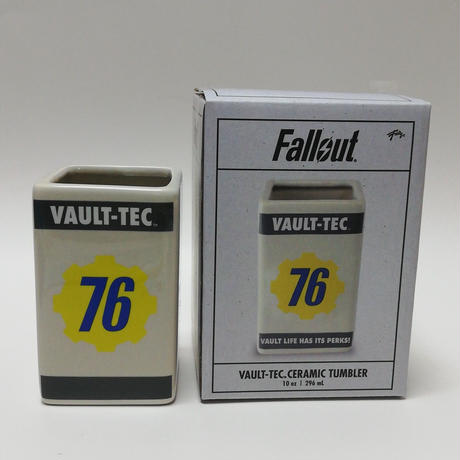 VAULT-TEC™
76
Fallout.
VAULT-TEC
76
VAULT LIFE HAS ITS PERKS!
VAULT-TEC. CERAMIC TUMBLER
10 oz | 296 mL